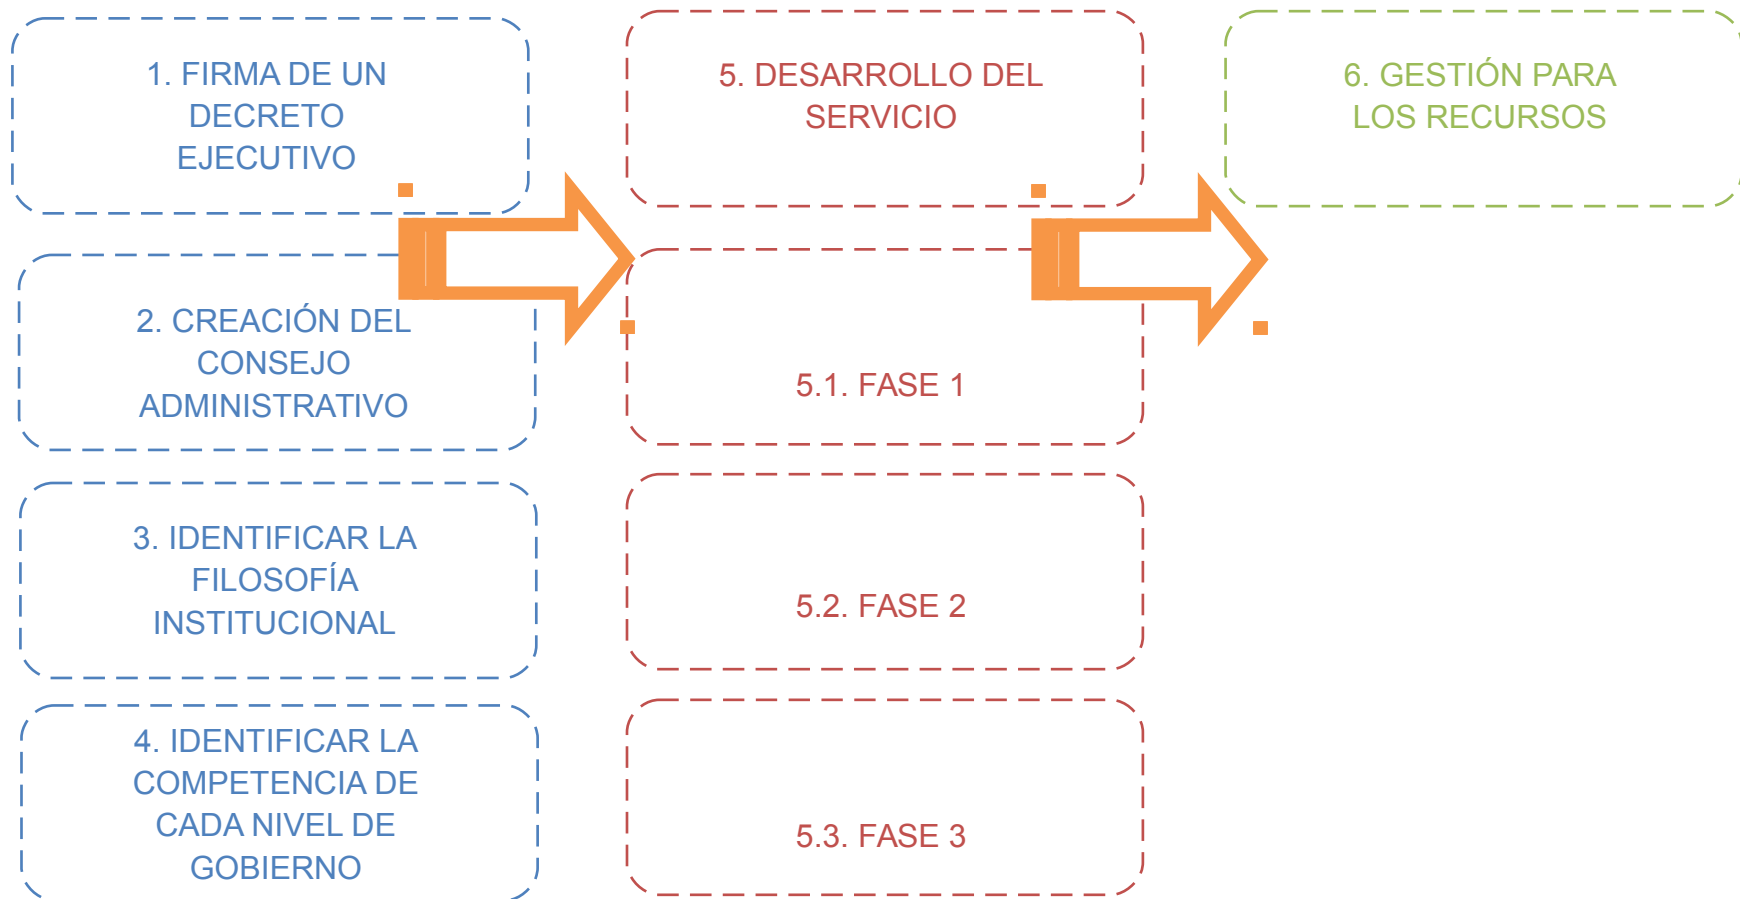 1. FIRMA DE UN
DECRETO
EJECUTIVO
2. CREACIÓN DEL
CONSEJO
ADMINISTRATIVO
3. IDENTIFICAR LA
FILOSOFÍA
INSTITUCIONAL
4. IDENTIFICAR LA
COMPETENCIA DE
CADA NIVEL DE
GOBIERNO
5. DESARROLLO DEL
SERVICIO
5.1. FASE 1
5.2. FASE 2
5.3. FASE 3
6. GESTIÓN PARA
LOS RECURSOS